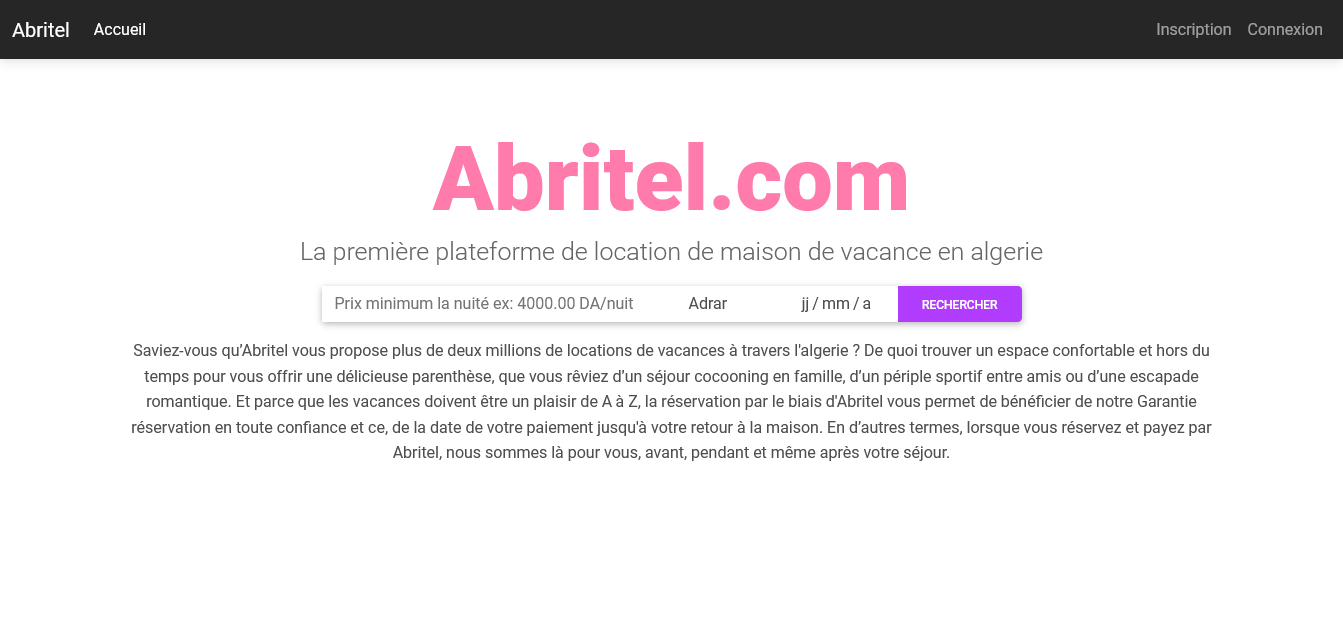 Abritel Accueil Inscription Connexion
Abritel.com
La première plateforme de location de maison de vacance en algerie
Prix minimum la nuité ex: 4000.00 DA/nuit Adrar jj / mm / a RECHERCHER
Saviez-vous qu’Abritel vous propose plus de deux millions de locations de vacances à travers l'algerie ? De quoi trouver un espace confortable et hors du
temps pour vous offrir une délicieuse parenthèse, que vous rêviez d’un séjour cocooning en famille, d’un périple sportif entre amis ou d’une escapade
romantique. Et parce que les vacances doivent être un plaisir de A à Z, la réservation par le biais d'Abritel vous permet de bénéficier de notre Garantie
réservation en toute confiance et ce, de la date de votre paiement jusqu'à votre retour à la maison. En d’autres termes, lorsque vous réservez et payez par
Abritel, nous sommes là pour vous, avant, pendant et même après votre séjour.